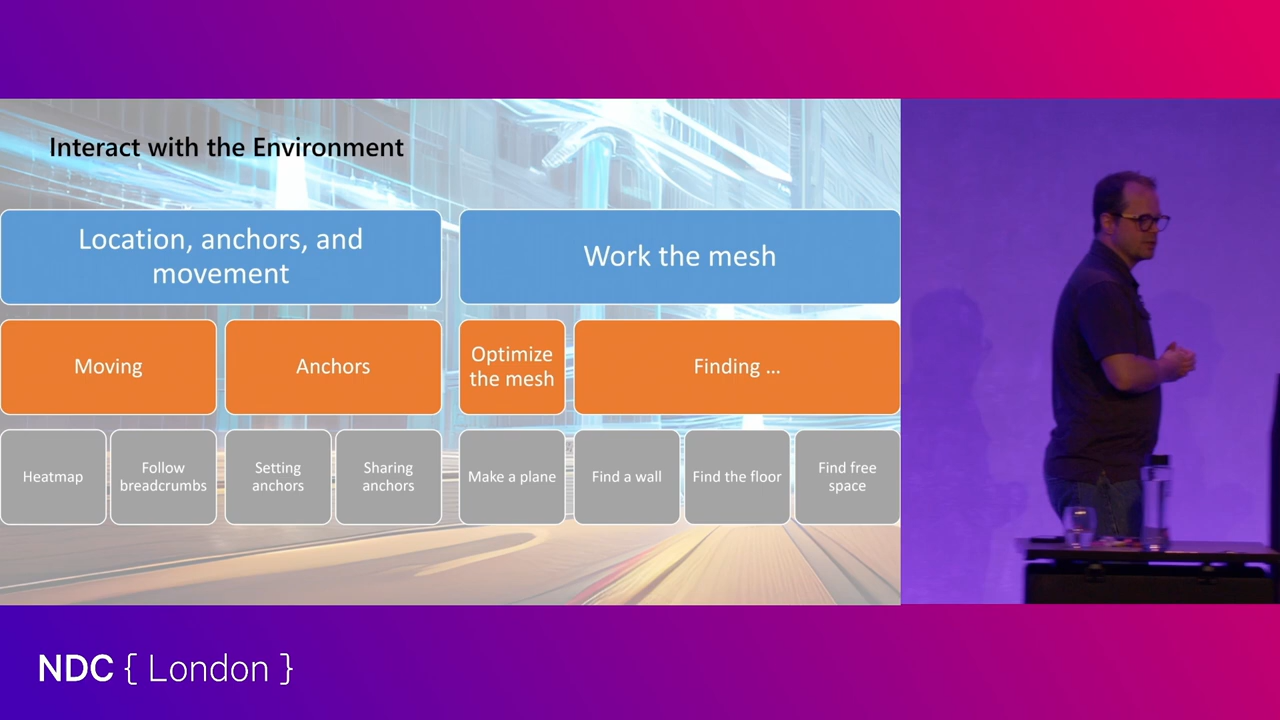 Interact with the Environment
Location, anchors, and
movement
Work the mesh
Moving
Anchors
Optimize
the mesh
Finding ...
Heatmap
Follow
breadcrumbs
Setting
anchors
Sharing
anchors
Make a plane
Find a wall
Find the floor
Find free
space
NDC { London }